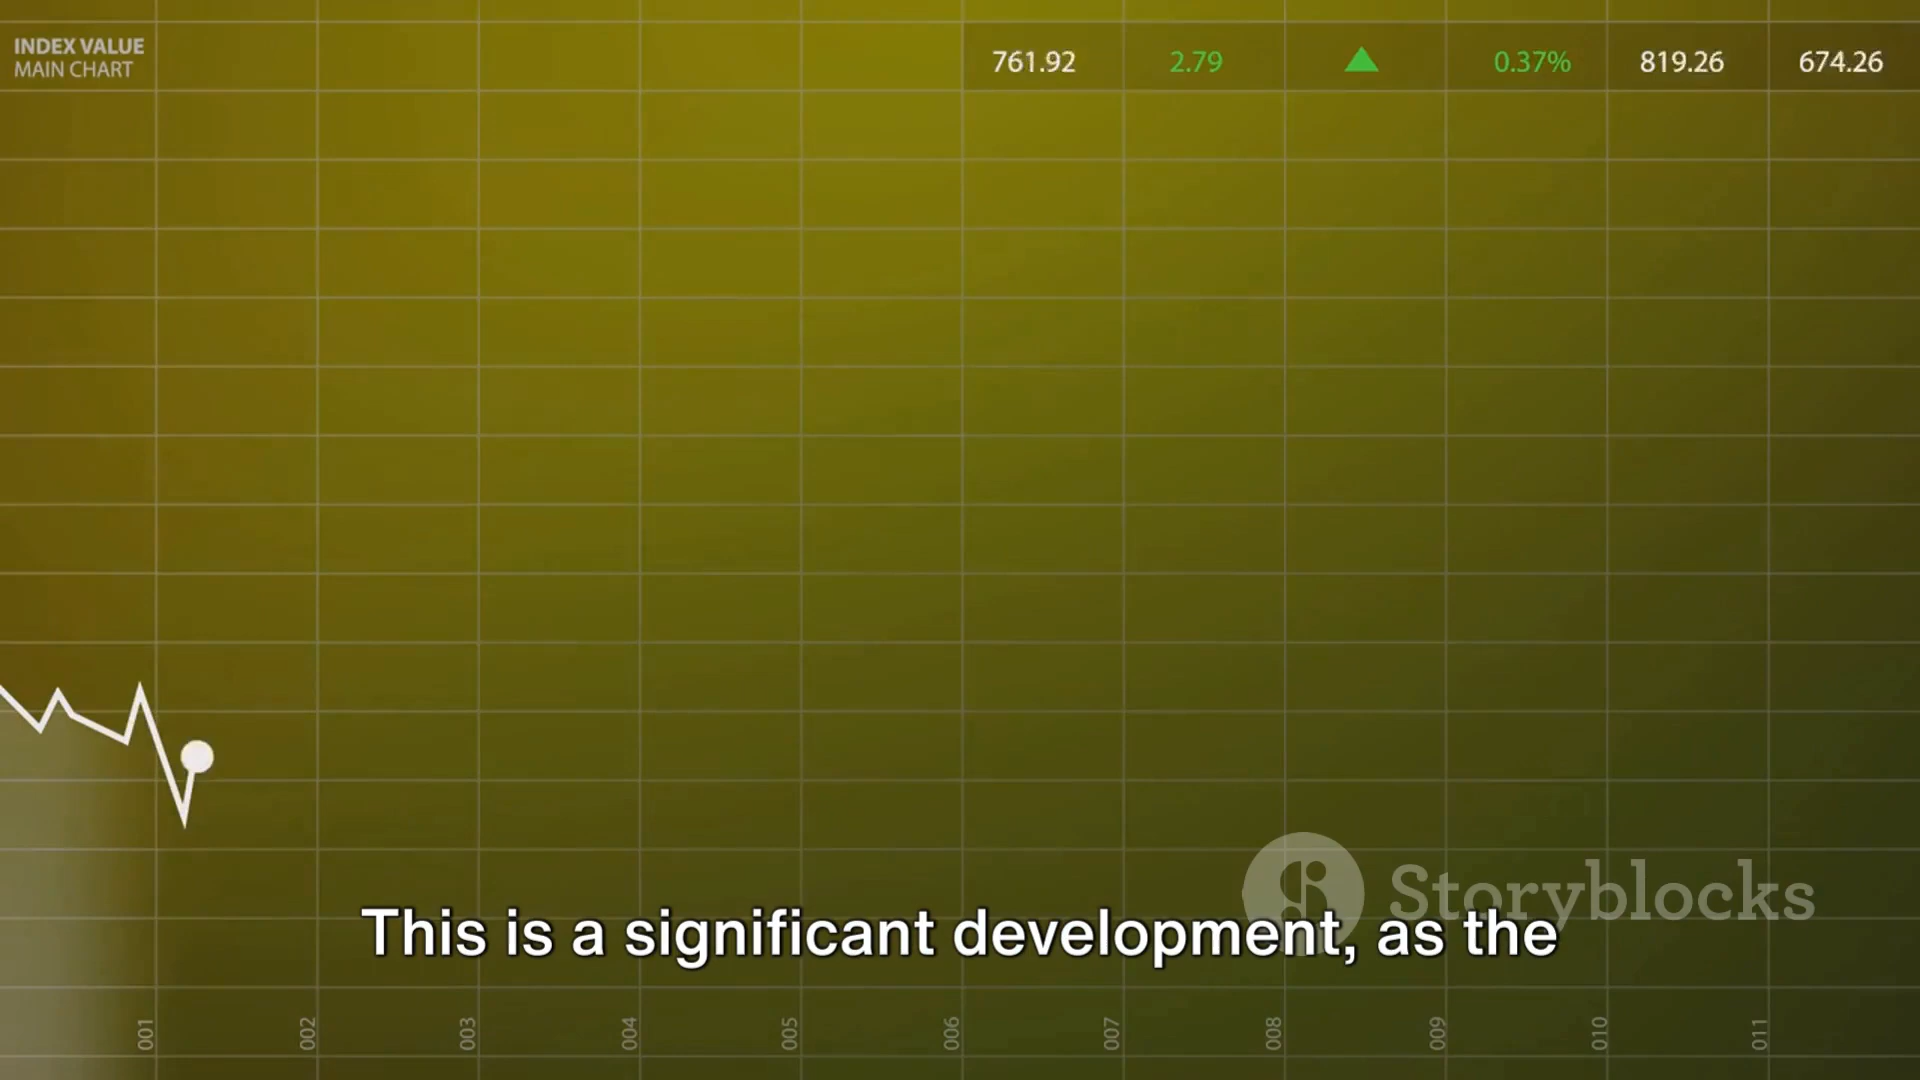 INDEX VALUE
MAIN CHART
761.92 2.79 0.37% 819.26 674.26
Storyblocks
This is a significant development, as the
001 002 003 004 005 006 007 008 009 010 011